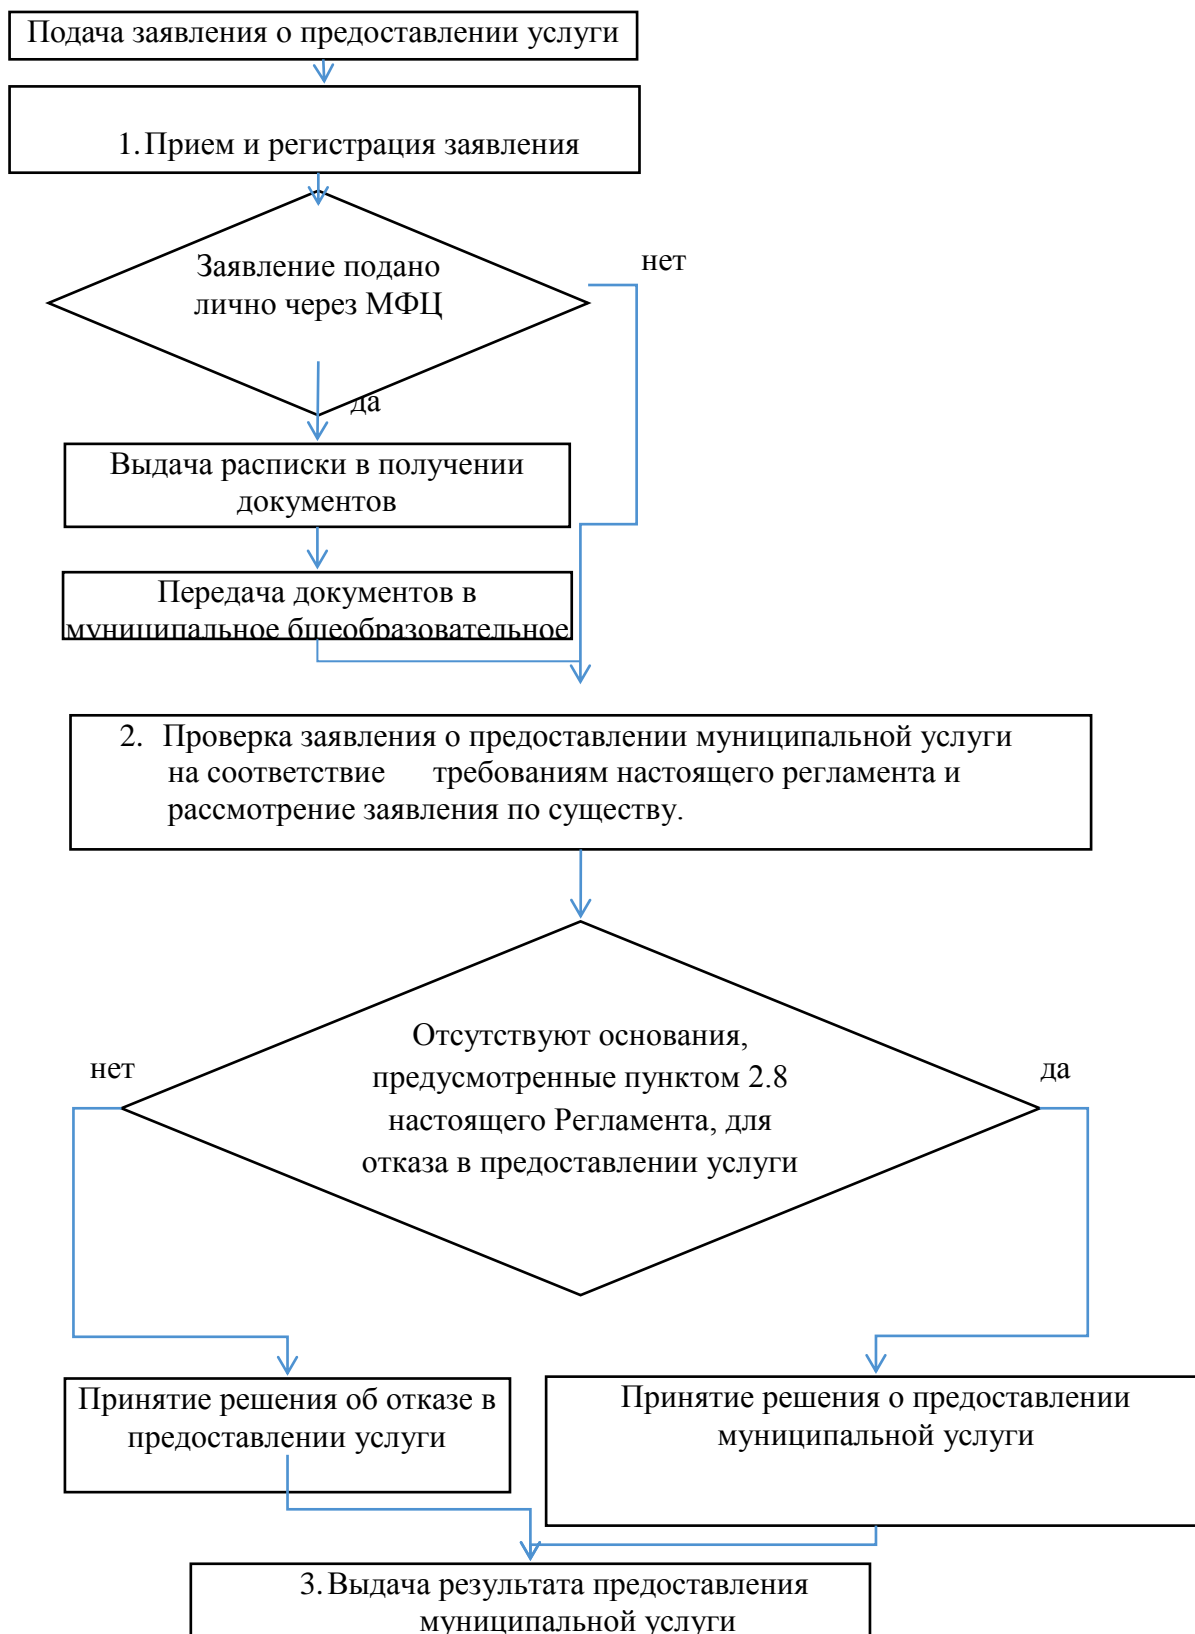 Подача заявления о предоставлении услуги
1. Прием и регистрация заявления
Заявление подано
лично через МФЦ
нет
да
Выдача расписки в получении
документов
Передача документов в
муниципальное бщеобразовательное
2. Проверка заявления о предоставлении муниципальной услуги
на соответствие требованиям настоящего регламента и
рассмотрение заявления по существу.
Отсутствуют основания,
предусмотренные пунктом 2.8
настоящего Регламента, для
отказа в предоставлении услуги
нет
да
Принятие решения об отказе в
предоставлении услуги
Принятие решения о предоставлении
муниципальной услуги
3. Выдача результата предоставления
муниципальной услуги